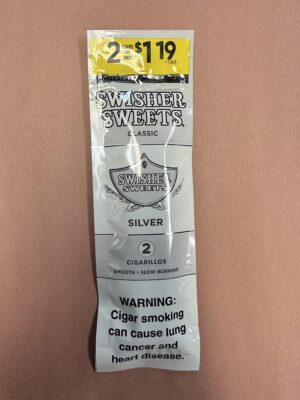 2 $1 19
+TAX
SWISHER
SWEETS
CLASSIC
SWISHER
SWEETS
SILVER
2
CIGARILLOS
SMOOTH • SLOW BURNING
WARNING:
Cigar smoking
can cause lung
cancer and
heart disease.